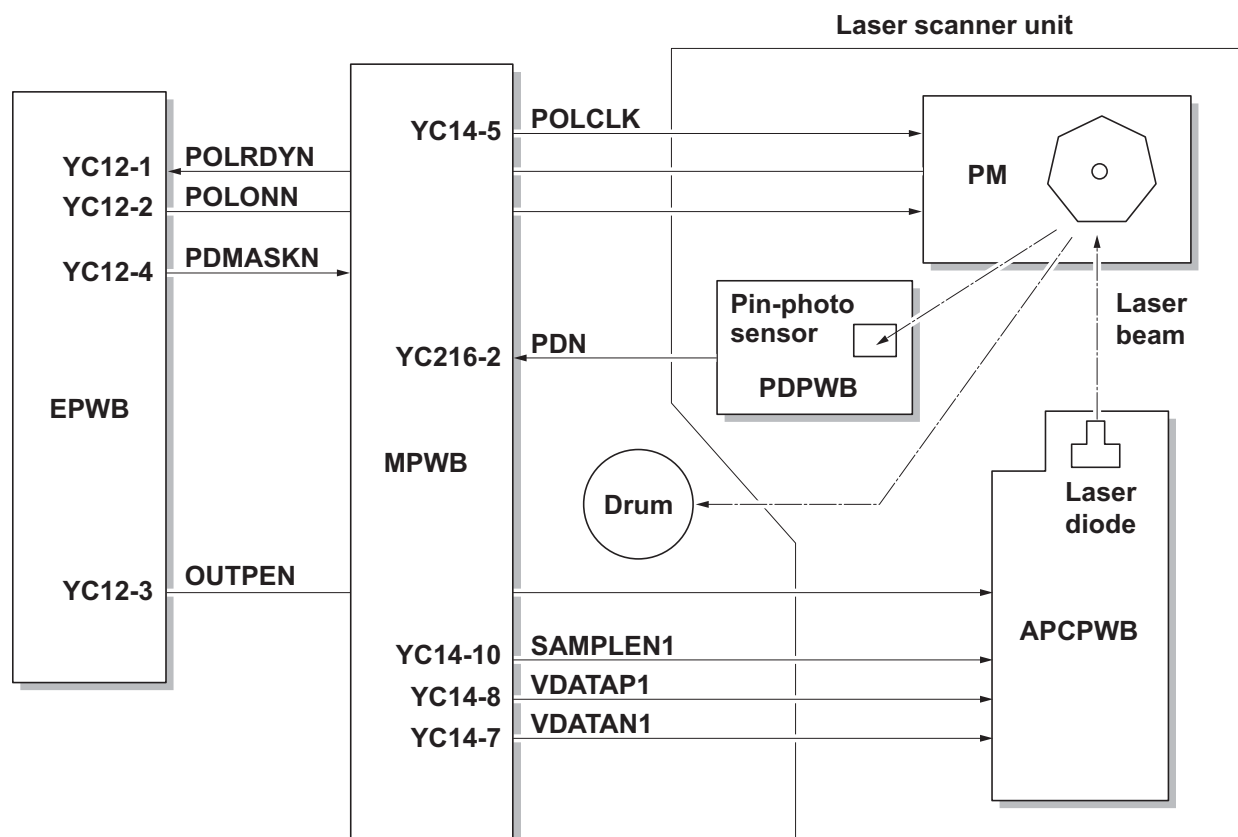 Laser scanner unit
YC14-5 POLCLK
YC12-1 POLRDYN
PM
YC12-2 POLONN
YC12-4 PDMASKN
Pin-photo
sensor
Laser
beam
YC216-2 PDN
PDPWB
EPWB
MPWB
Drum
Laser
diode
YC12-3 OUTPEN
APCPWB
YC14-10 SAMPLEN1
YC14-8 VDATAP1
YC14-7 VDATAN1